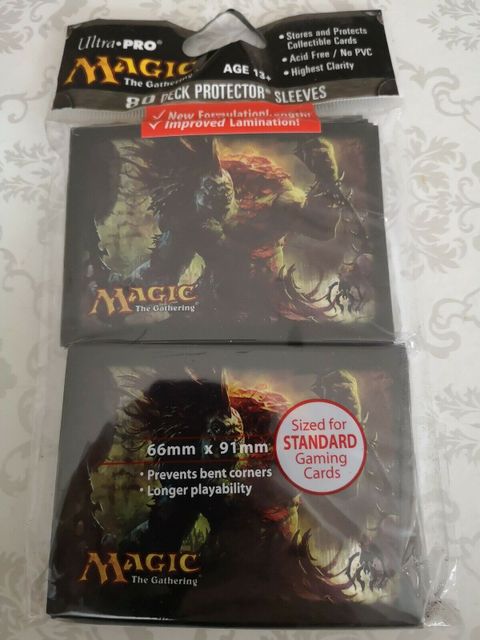 Ultra•PRO®
MAGIC
The Gathering
AGE 13+
• Stores and Protects
Collectible Cards
• Acid Free / No PVC
• Highest Clarity
80 DECK PROTECTOR® SLEEVES
✓ New Formulation!
✓ Improved Lamination!
MAGIC
The Gathering®
66mm x 91mm
• Prevents bent corners
• Longer playability
Sized for
STANDARD
Gaming
Cards
MAGIC
The Gathering®